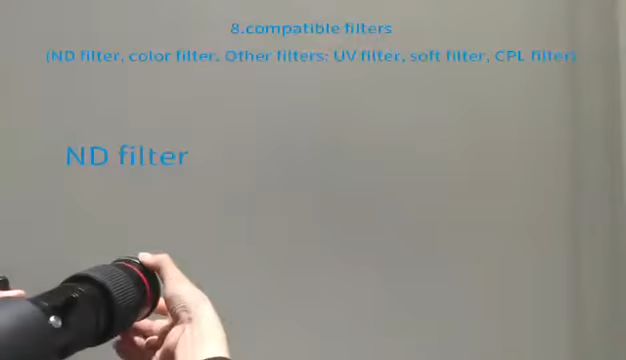 8.compatible filters
(ND filter, color filter, Other filters: UV filter, soft filter, CPL filter)
ND filter